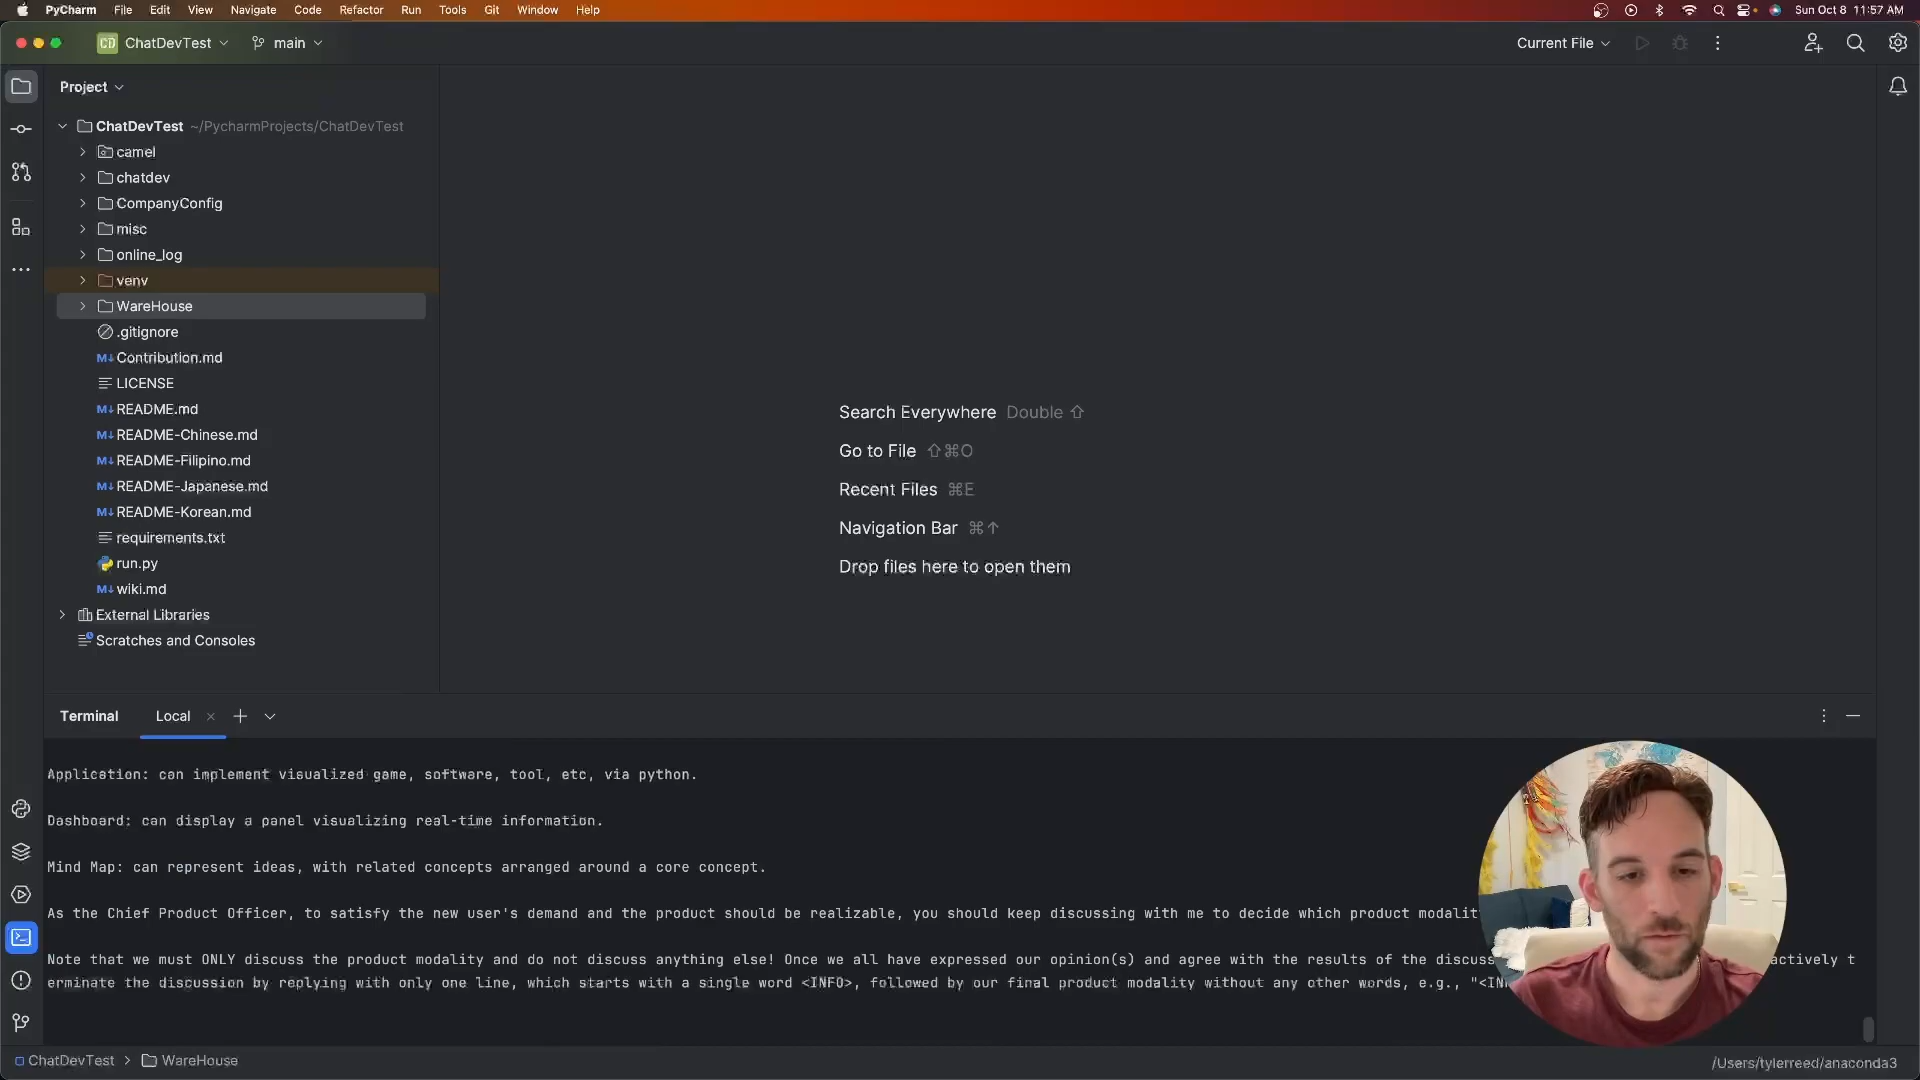 PyCharm File Edit View Navigate Code Refactor Run Tools Git Window Help Sun Oct 8 11:57 AM
CD ChatDevTest main Current File
Project
ChatDevTest ~/PycharmProjects/ChatDevTest
camel
chatdev
CompanyConfig
misc
online_log
venv
WareHouse
.gitignore
M↓ Contribution.md
LICENSE
M↓ README.md
M↓ README-Chinese.md
M↓ README-Filipino.md
M↓ README-Japanese.md
M↓ README-Korean.md
requirements.txt
run.py
M↓ wiki.md
External Libraries
Scratches and Consoles
Search Everywhere Double ⇧
Go to File ⇧⌘O
Recent Files ⌘E
Navigation Bar ⌘↑
Drop files here to open them
Terminal Local
Application: can implement visualized game, software, tool, etc, via python.
Dashboard: can display a panel visualizing real-time information.
Mind Map: can represent ideas, with related concepts arranged around a core concept.
As the Chief Product Officer, to satisfy the new user's demand and the product should be realizable, you should keep discussing with me to decide which product
Note that we must ONLY discuss the product modality and do not discuss anything else! Once we all have expressed our opinion(s) and agree with the results of the actively t
erminate the discussion by replying with only one line, which starts with a single word <INFO>, followed by our final product modality without any other words, e.g.,
ChatDevTest > WareHouse /Users/tylerreed/anaconda3